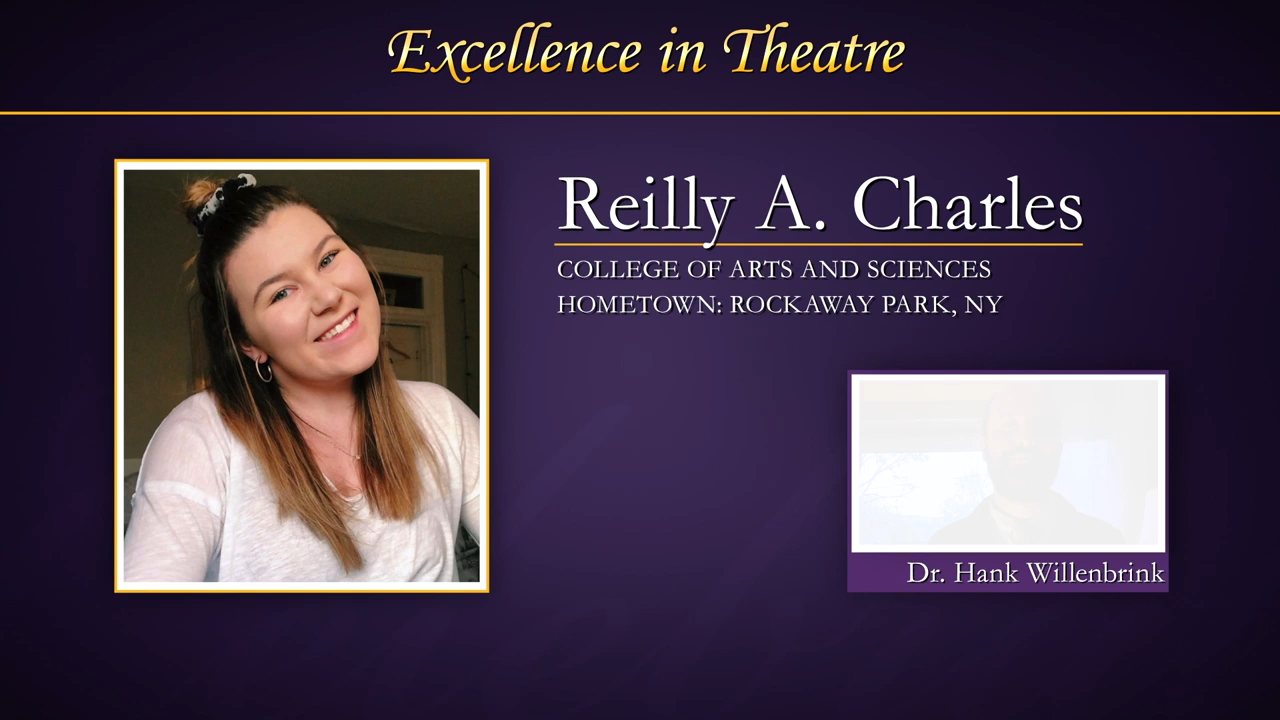 Excellence in Theatre
Reilly A. Charles
COLLEGE OF ARTS AND SCIENCES
HOMETOWN: ROCKAWAY PARK, NY
Dr. Hank Willenbrink